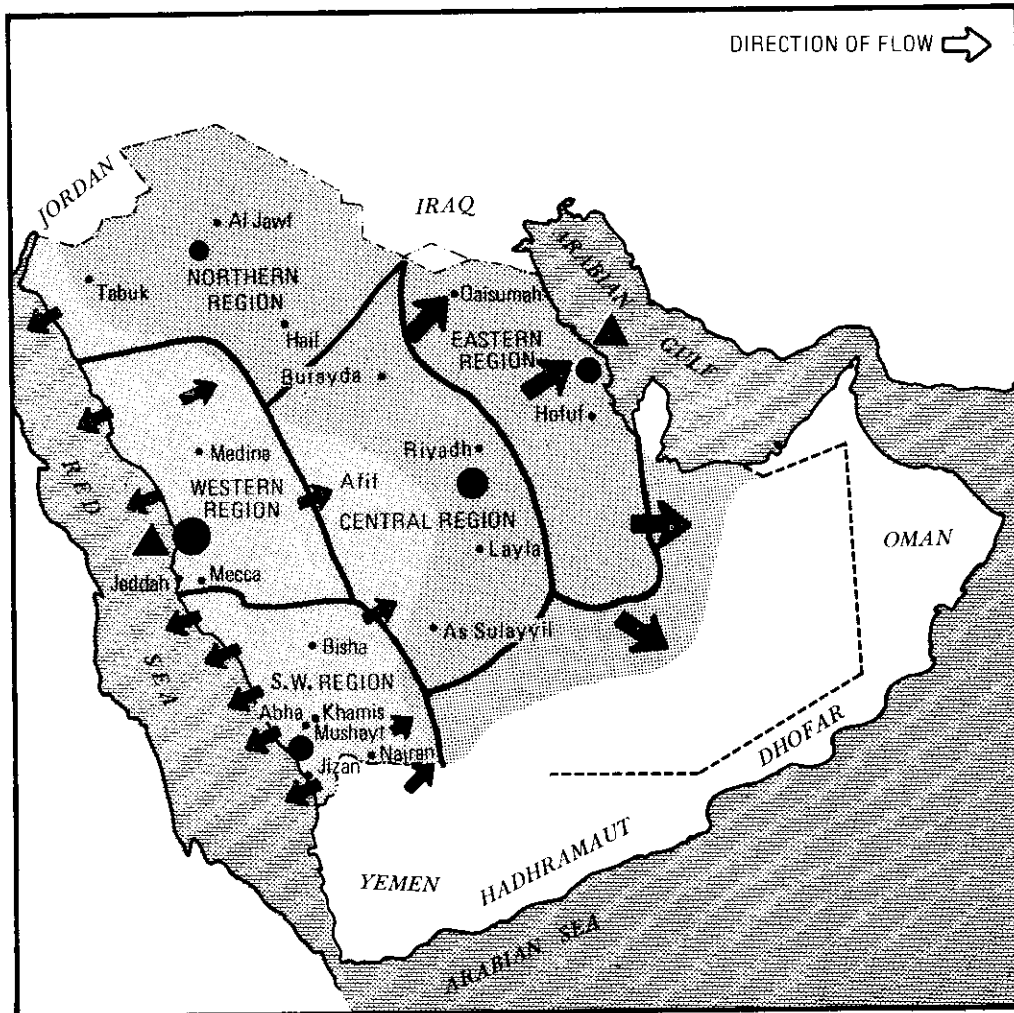 DIRECTION OF FLOW
JORDAN
IRAQ
Al Jawf
ARABIAN
GULF
NORTHERN
REGION
Tabuk
Qaisumah
Hail
EASTERN
REGION
Burayda
Hofuf
Riyadh
Medina
RED
SEA
WESTERN
REGION
Afif
CENTRAL REGION
OMAN
Layla
Jeddah
Mecca
As Sulayyil
Bisha
S.W. REGION
Abha
Khamis
Mushayt
Najran
Jizan
DHOFAR
HADHRAMAUT
YEMEN
ARABIAN SEA